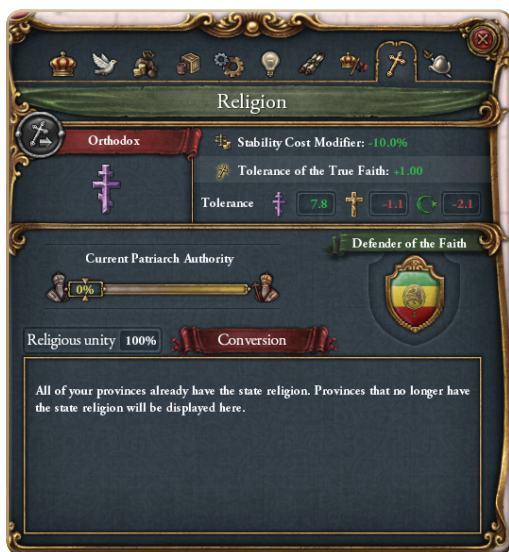 Religion
Orthodox
Stability Cost Modifier: -10.0%
Tolerance of the True Faith: +1.00
Tolerance 7.8 -1.1 -2.1
Defender of the Faith
Current Patriarch Authority
0%
Religious unity 100%
Conversion
All of your provinces already have the state religion. Provinces that no longer have
the state religion will be displayed here.